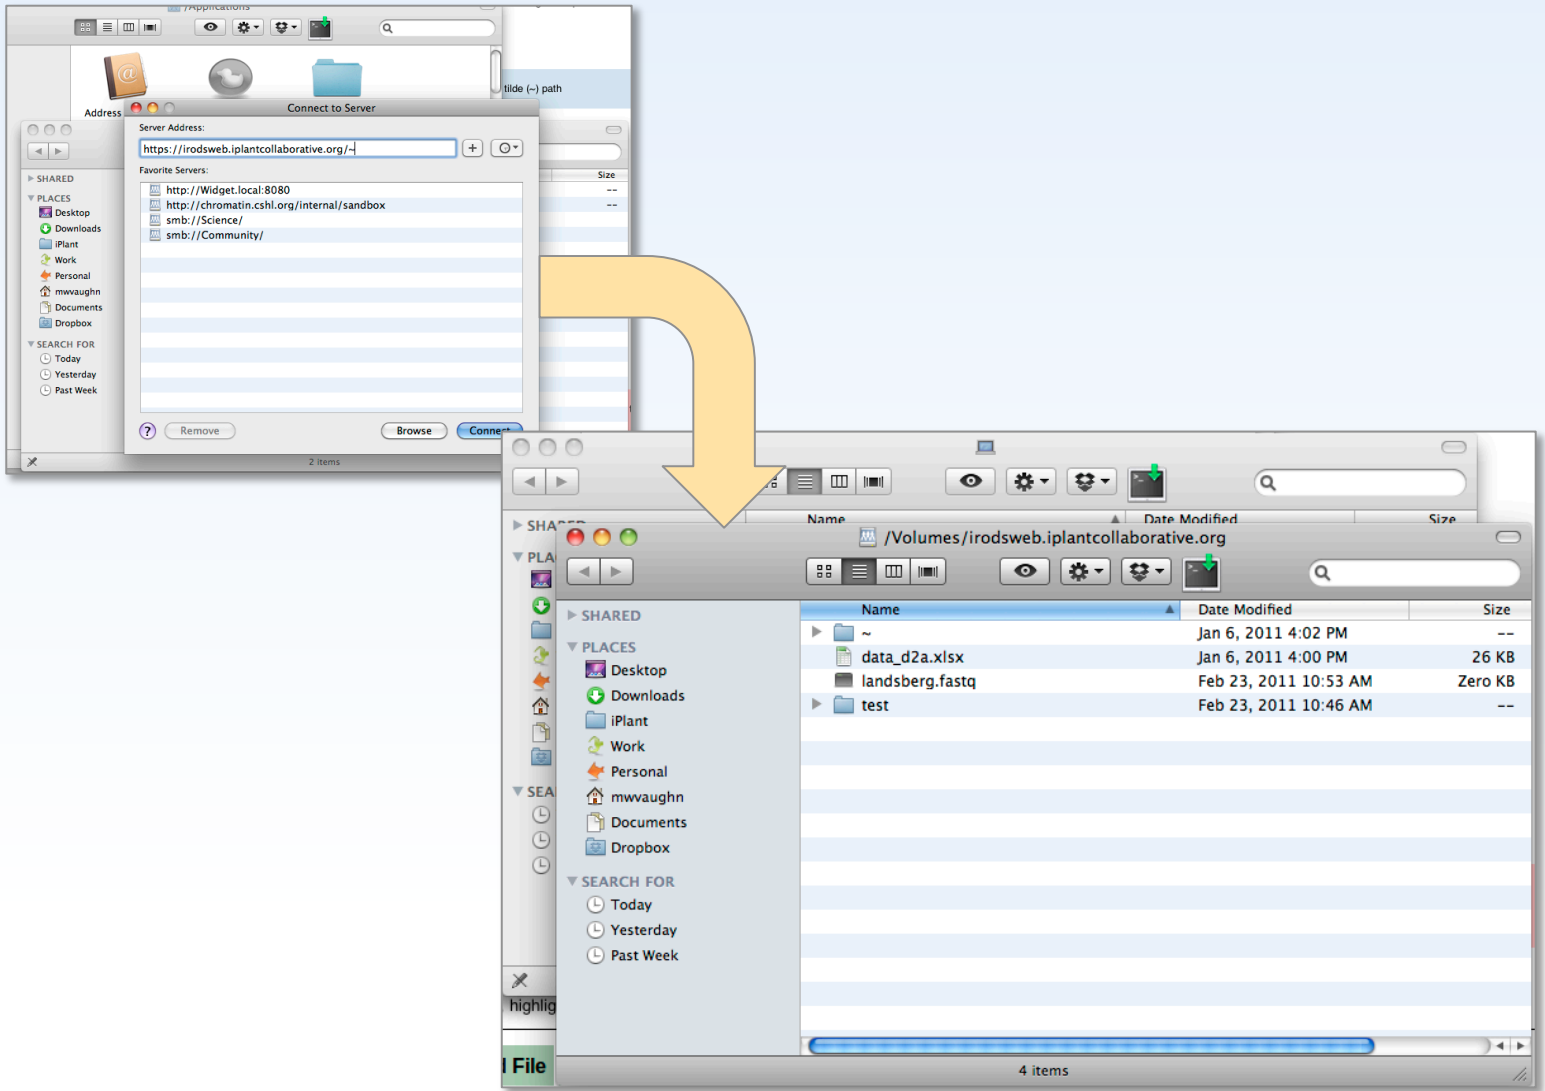 /Applications
tilde (~) path
Address
Connect to Server
Server Address:
https://irodsweb.iplantcollaborative.org/~
Favorite Servers:
http://Widget.local:8080
http://chromatin.cshl.org/internal/sandbox
smb://Science/
smb://Community/
Size
--
--
SHARED
PLACES
Desktop
Downloads
iPlant
Work
Personal
mwvaughn
Documents
Dropbox
SEARCH FOR
Today
Yesterday
Past Week
? Remove Browse Connect
2 items
Name Date Modified Size
SHARED
PLA
SEA
highlig
l File
/Volumes/irodsweb.iplantcollaborative.org
SHARED
PLACES
Desktop
Downloads
iPlant
Work
Personal
mwvaughn
Documents
Dropbox
SEARCH FOR
Today
Yesterday
Past Week
Name Date Modified Size
~ Jan 6, 2011 4:02 PM --
data_d2a.xlsx Jan 6, 2011 4:00 PM 26 KB
landsberg.fastq Feb 23, 2011 10:53 AM Zero KB
test Feb 23, 2011 10:46 AM --
4 items